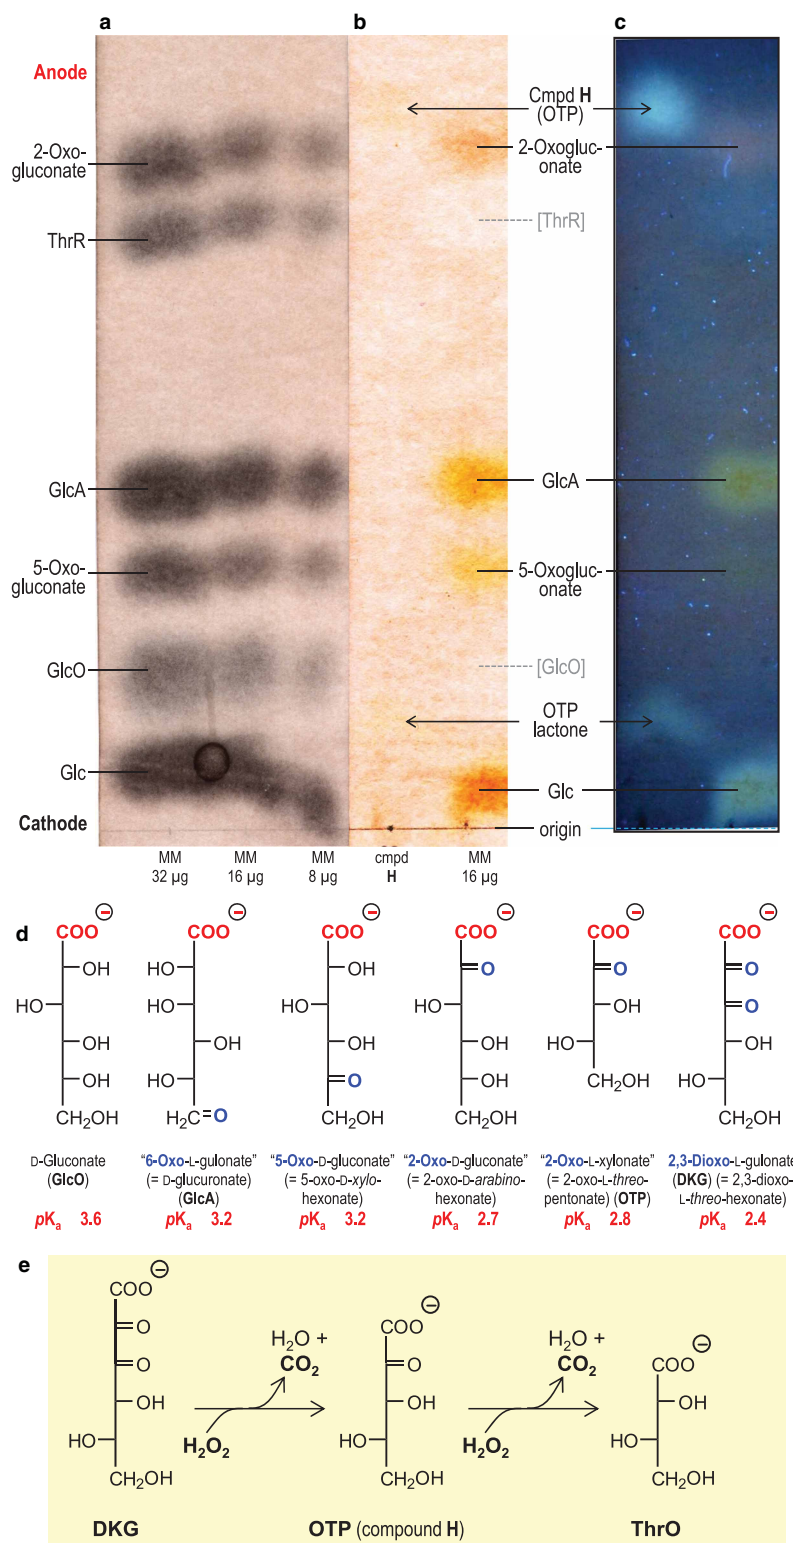 a
b
c
Anode
2-Oxo-
gluconate
ThrR
GlcA
5-Oxo-
gluconate
GlcO
Glc
Cathode
Cmpd H
(OTP)
2-Oxogluc-
onate
[ThrR]
GlcA
5-Oxogluc-
onate
[GlcO]
OTP
lactone
Glc
origin
MM
32 µg
MM
16 µg
MM
8 µg
cmpd
H
MM
16 µg
d
COO⊖
OH
HO
OH
OH
CH₂OH
D-Gluconate
(GlcO)
pKa 3.6
COO⊖
HO
HO
OH
HO
H₂C=O
"6-Oxo-L-gulonate"
(= D-glucuronate)
(GlcA)
pKa 3.2
COO⊖
OH
HO
OH
O
CH₂OH
"5-Oxo-D-gluconate"
(= 5-oxo-D-xylo-
hexonate)
pKa 3.2
COO⊖
O
HO
OH
OH
CH₂OH
"2-Oxo-D-gluconate"
(= 2-oxo-D-arabino-
hexonate)
pKa 2.7
COO⊖
O
OH
HO
CH₂OH
"2-Oxo-L-xylonate"
(= 2-oxo-L-threo-
pentonate) (OTP)
pKa 2.8
COO⊖
O
O
OH
HO
CH₂OH
2,3-Dioxo-L-gulonate
(DKG) (= 2,3-dioxo-
L-threo-hexonate)
pKa 2.4
e
COO⊖
O
O
OH
HO
CH₂OH
DKG
H₂O₂
H₂O +
CO₂
COO⊖
O
OH
HO
CH₂OH
OTP (compound H)
H₂O₂
H₂O +
CO₂
COO⊖
OH
HO
CH₂OH
ThrO